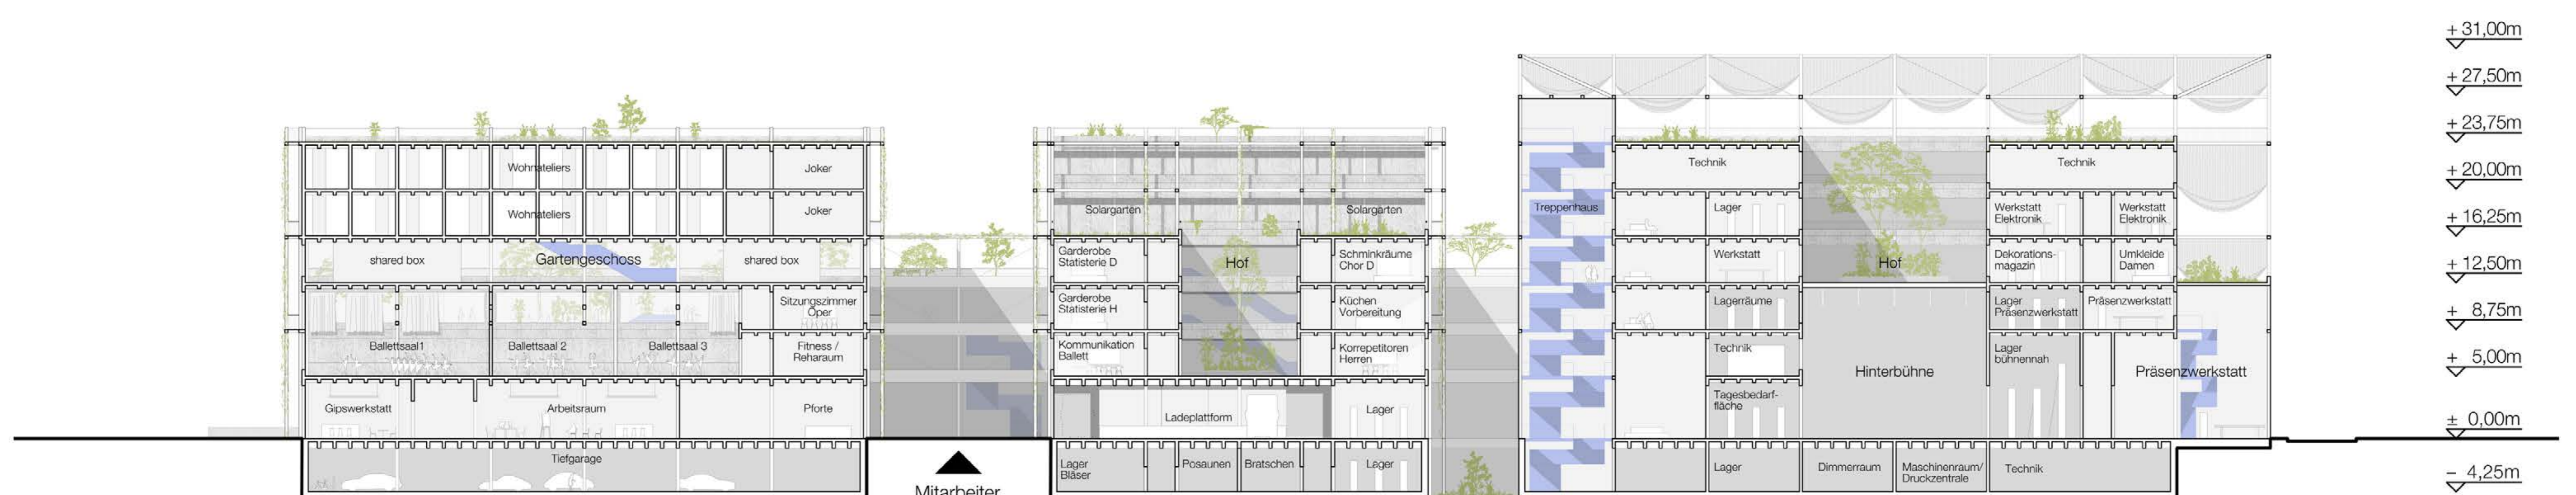 + 31,00m
+ 27,50m
+ 23,75m
+ 20,00m
+ 16,25m
+ 12,50m
+ 8,75m
+ 5,00m
± 0,00m
− 4,25m
Wohnateliers
Joker
Wohnateliers
Joker
shared box
Gartengeschoss
shared box
Sitzungszimmer
Oper
Ballettsaal1
Ballettsaal 2
Ballettsaal 3
Fitness /
Reharaum
Gipswerkstatt
Arbeitsraum
Pforte
Tiefgarage
Mitarbeiter
Solargarten
Solargarten
Garderobe
Statisterie D
Hof
Schminkräume
Chor D
Garderobe
Statisterie H
Küchen
Vorbereitung
Kommunikation
Ballett
Korrepetitoren
Herren
Ladeplattform
Lager
Lager
Bläser
Posaunen
Bratschen
Lager
Treppenhaus
Technik
Technik
Lager
Werkstatt
Elektronik
Werkstatt
Elektronik
Werkstatt
Hof
Dekorations-
magazin
Umkleide
Damen
Lagerräume
Lager
Präsenzwerkstatt
Präsenzwerkstatt
Technik
Hinterbühne
Lager
bühnennah
Präsenzwerkstatt
Tagesbedarf-
fläche
Lager
Dimmerraum
Maschinenraum/
Druckzentrale
Technik